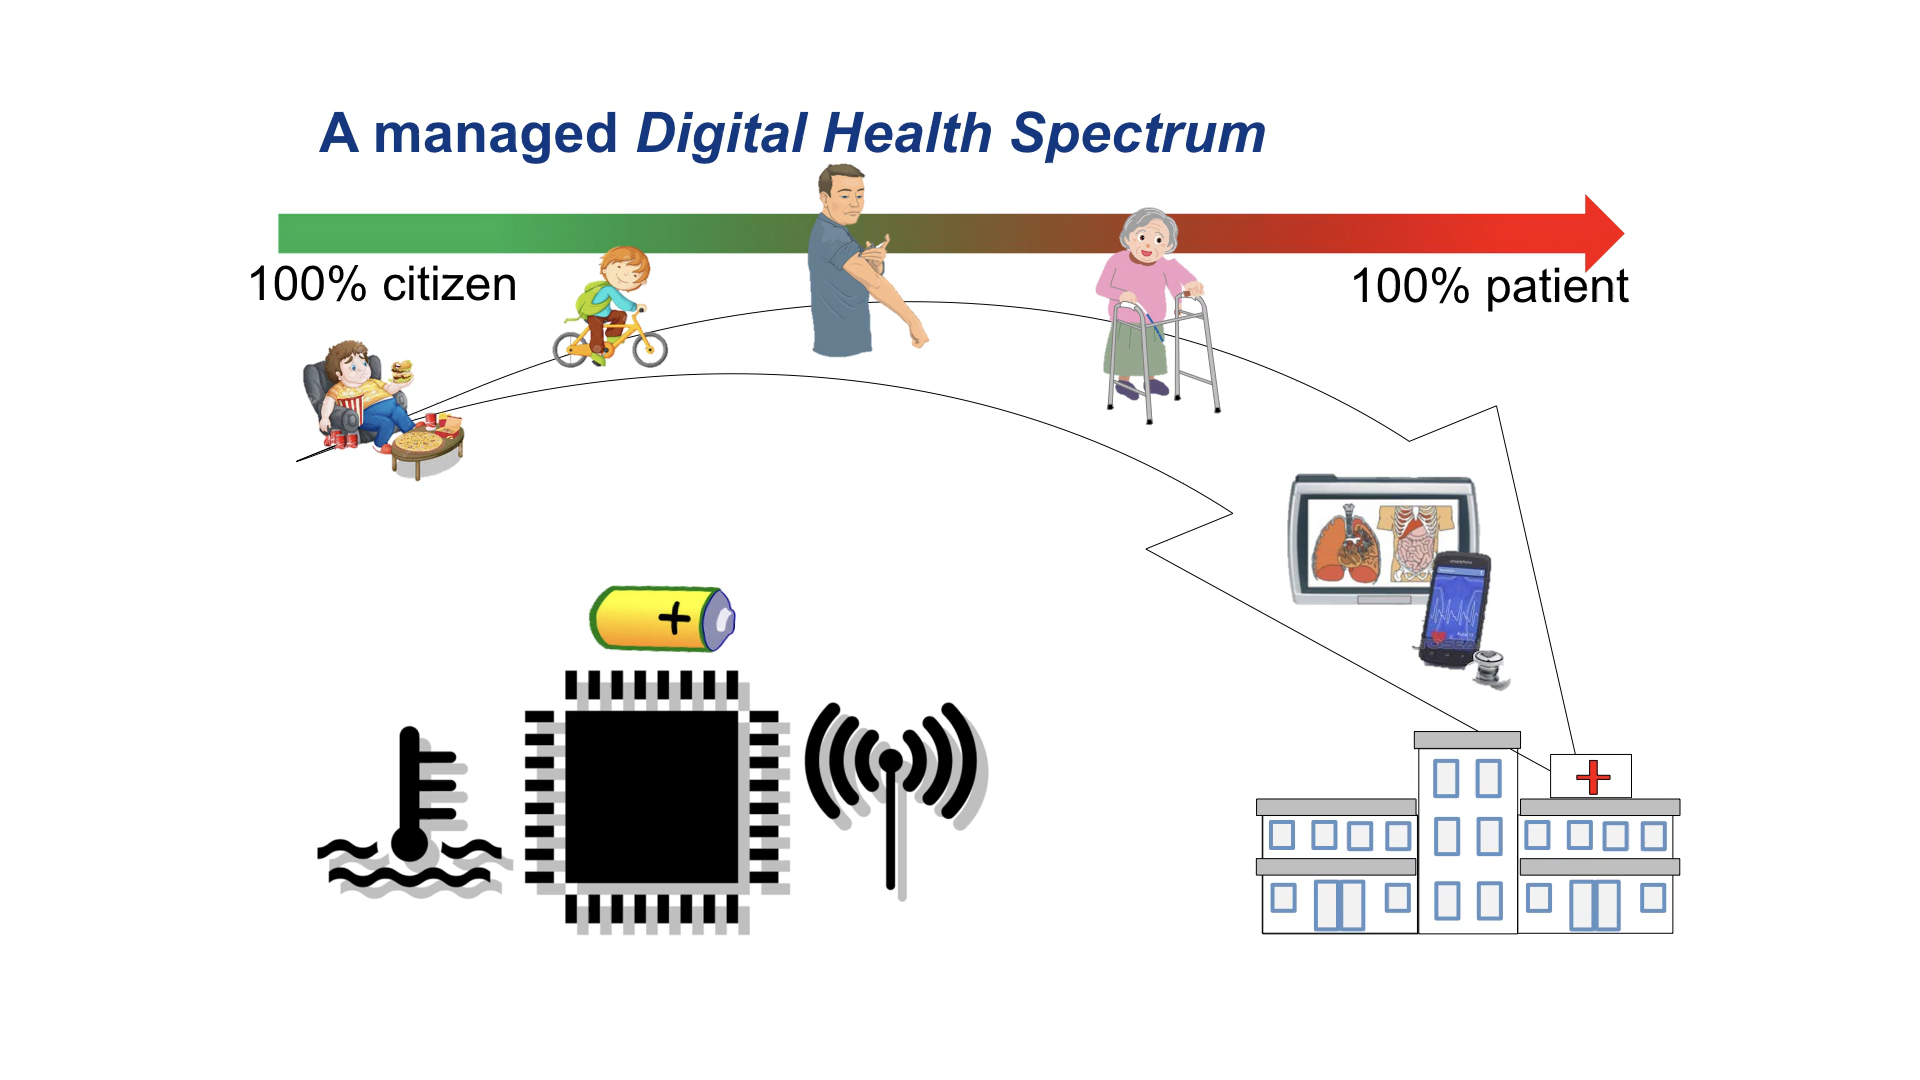 A managed Digital Health Spectrum
100% citizen
100% patient